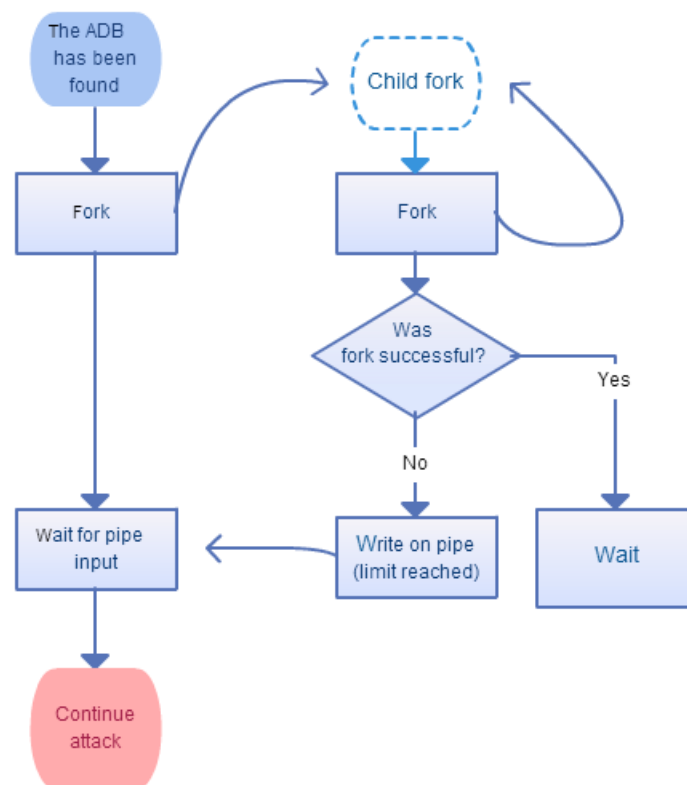 The ADB
has been
found
Child fork
Fork
Fork
Was
fork successful?
Yes
No
Wait for pipe
input
Write on pipe
(limit reached)
Wait
Continue
attack